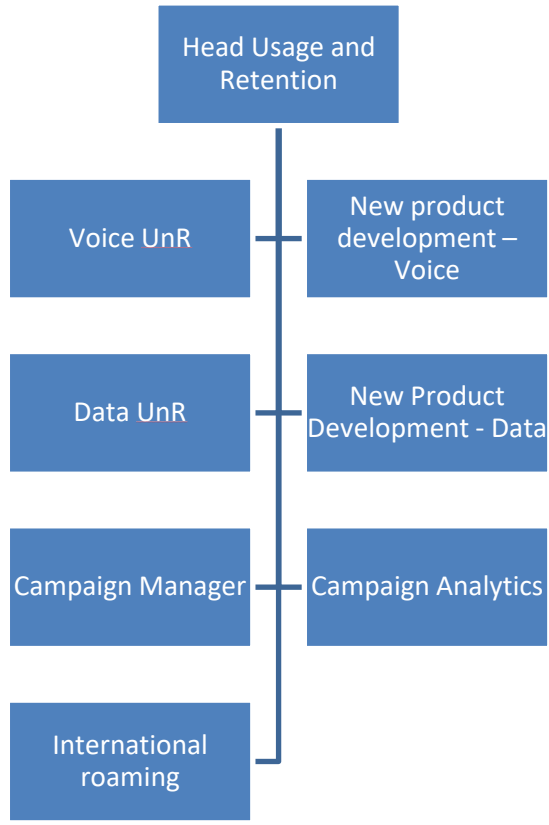 Head Usage and
Retention
Voice UnR
New product
development –
Voice
Data UnR
New Product
Development - Data
Campaign Manager
Campaign Analytics
International
roaming